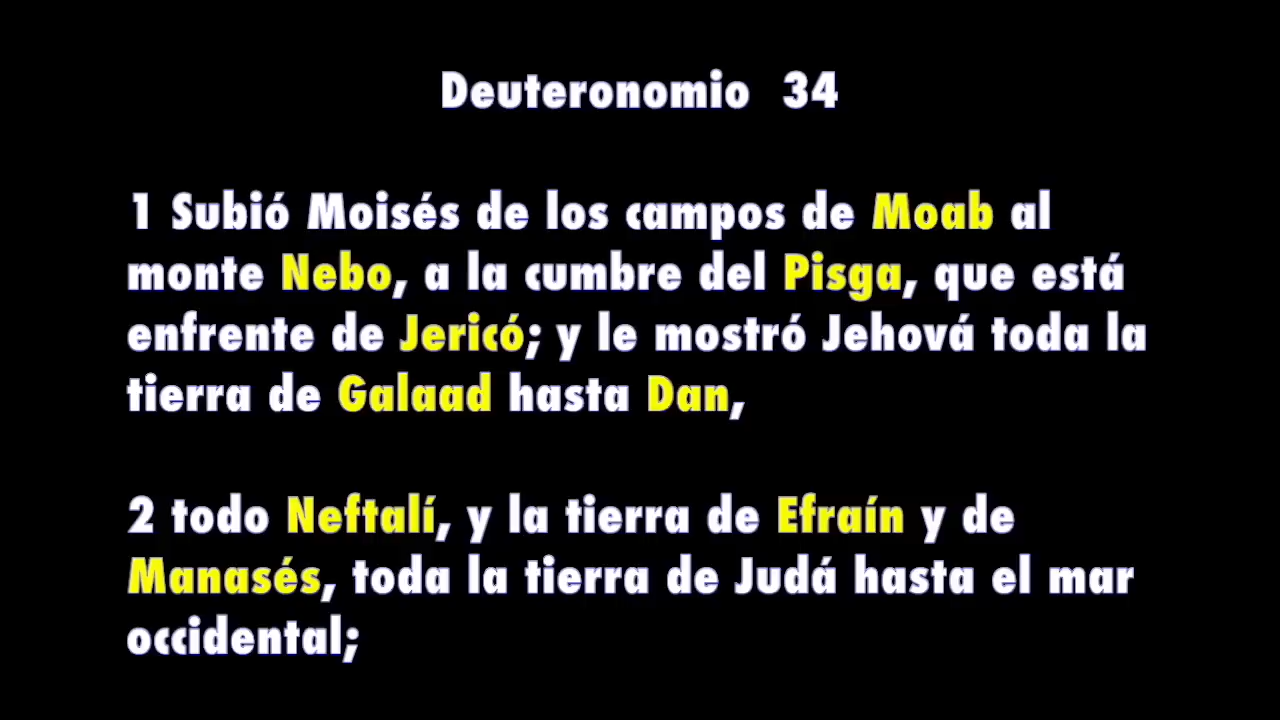 Deuteronomio 34
1 Subió Moisés de los campos de Moab al
monte Nebo, a la cumbre del Pisga, que está
enfrente de Jericó; y le mostró Jehová toda la
tierra de Galaad hasta Dan,
2 todo Neftalí, y la tierra de Efraín y de
Manasés, toda la tierra de Judá hasta el mar
occidental;